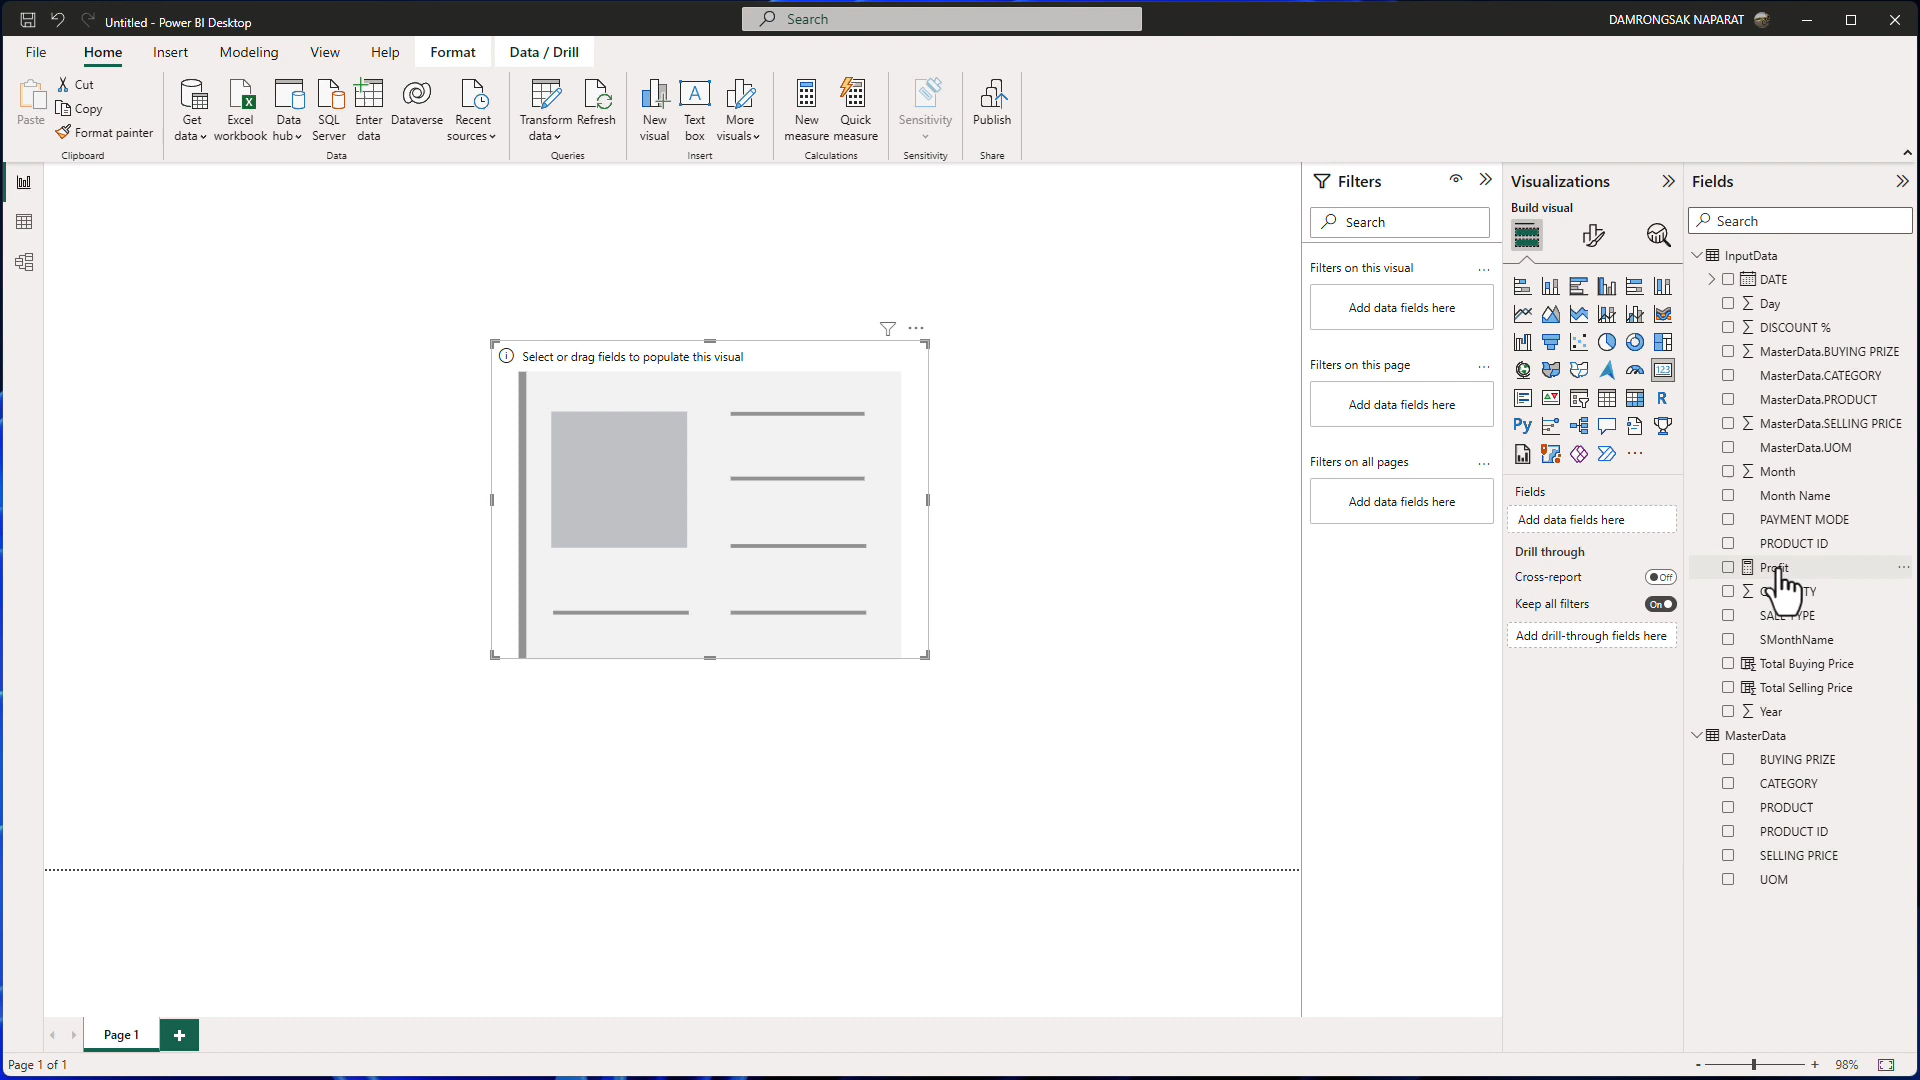 Untitled - Power BI Desktop
Search
DAMRONGSAK NAPARAT
File
Home
Insert
Modeling
View
Help
Format
Data / Drill
Paste
Cut
Copy
Format painter
Clipboard
Get data
Excel workbook
Data hub
SQL Server
Enter data
Dataverse
Recent sources
Data
Transform data
Refresh
Queries
New visual
A
Text box
More visuals
Insert
New measure
Quick measure
Calculations
Sensitivity
Sensitivity
Publish
Share
Select or drag fields to populate this visual
Filters
Search
Filters on this visual
...
Add data fields here
Filters on this page
...
Add data fields here
Filters on all pages
...
Add data fields here
Visualizations
Build visual
123
R
Py
...
Fields
Add data fields here
Drill through
Cross-report
Off
Keep all filters
On
Add drill-through fields here
Fields
Search
InputData
DATE
Day
DISCOUNT %
MasterData.BUYING PRIZE
MasterData.CATEGORY
MasterData.PRODUCT
MasterData.SELLING PRICE
MasterData.UOM
Month
Month Name
PAYMENT MODE
PRODUCT ID
Profit
...
SMonthName
Total Buying Price
Total Selling Price
Year
MasterData
BUYING PRIZE
CATEGORY
PRODUCT
PRODUCT ID
SELLING PRICE
UOM
Page 1
+
Page 1 of 1
-
+
98%